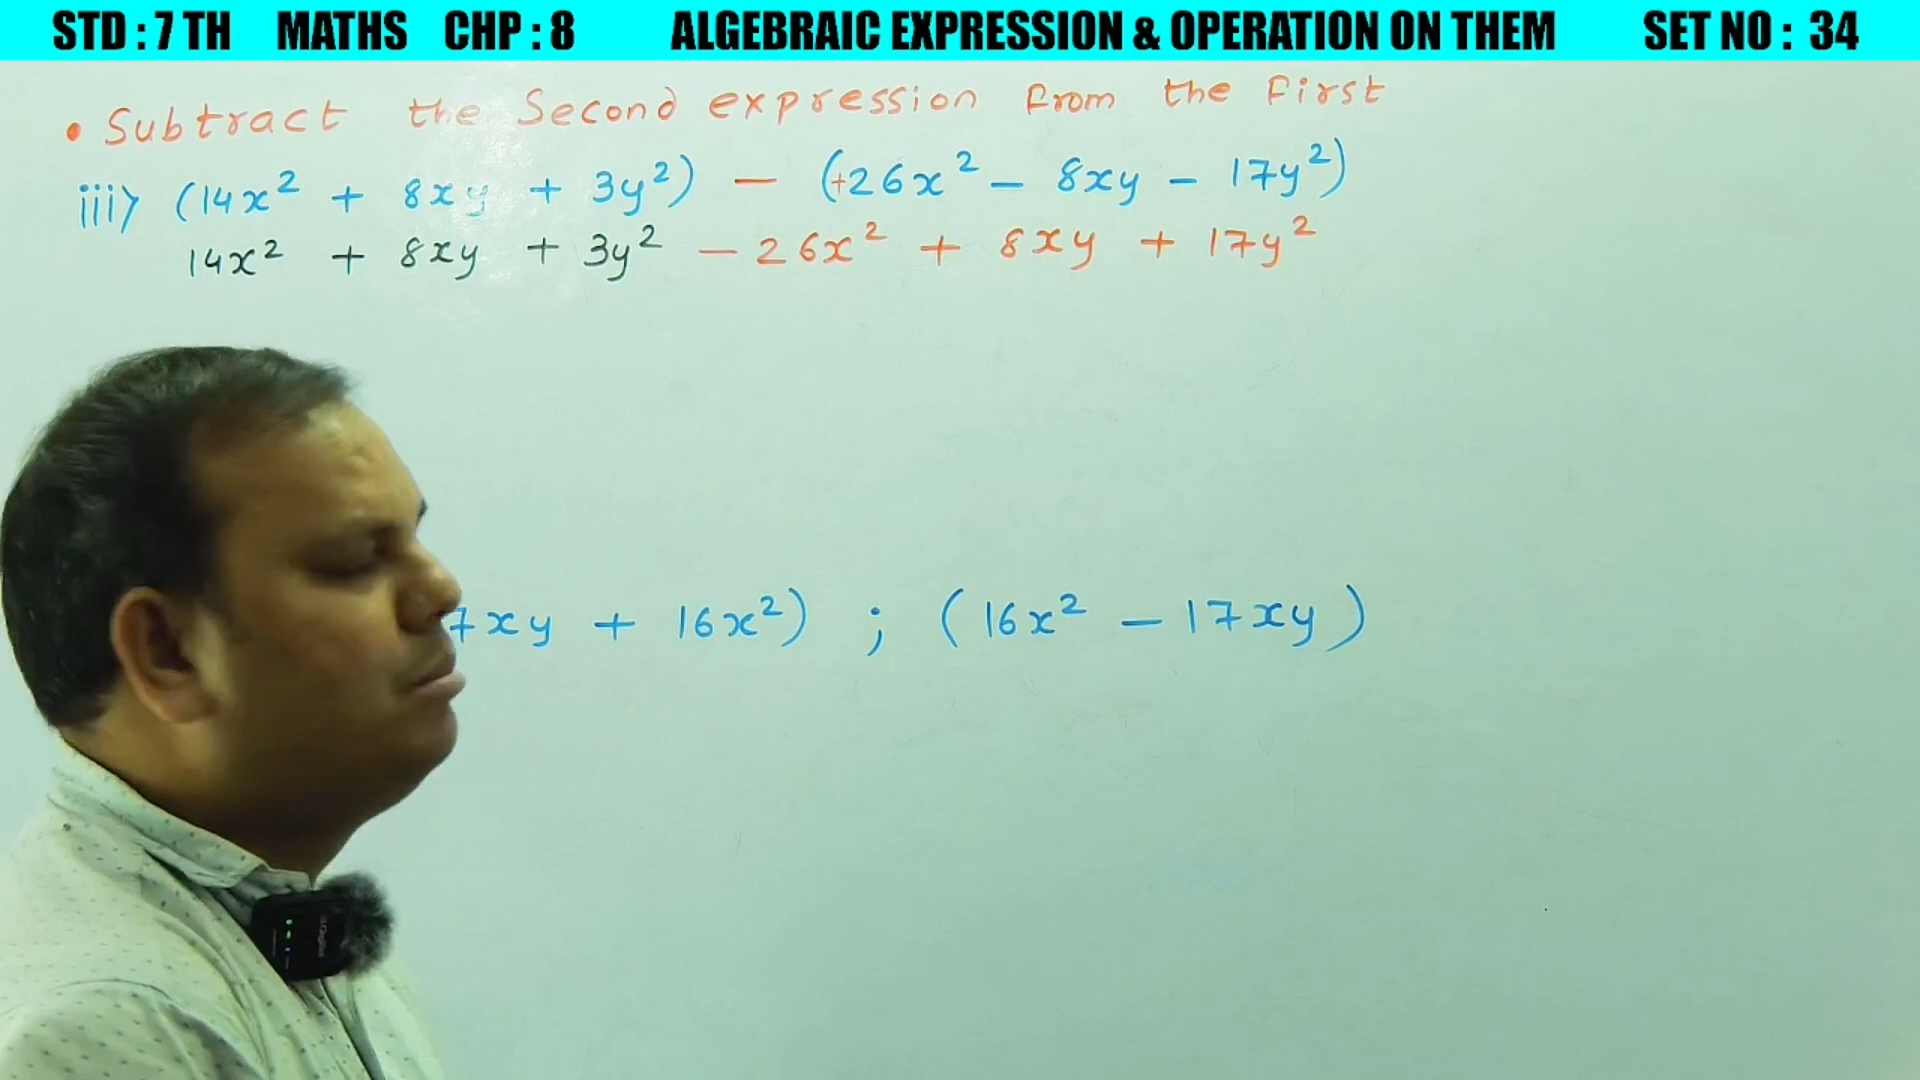 STD : 7 TH MATHS CHP : 8 ALGEBRAIC EXPRESSION & OPERATION ON THEM SET NO : 34
• Subtract the Second expression from the First
iii) (14x² + 8xy + 3y²) − (+26x² − 8xy − 17y²)
14x² + 8xy + 3y² − 26x² + 8xy + 17y²
7xy + 16x²) ; (16x² − 17xy)